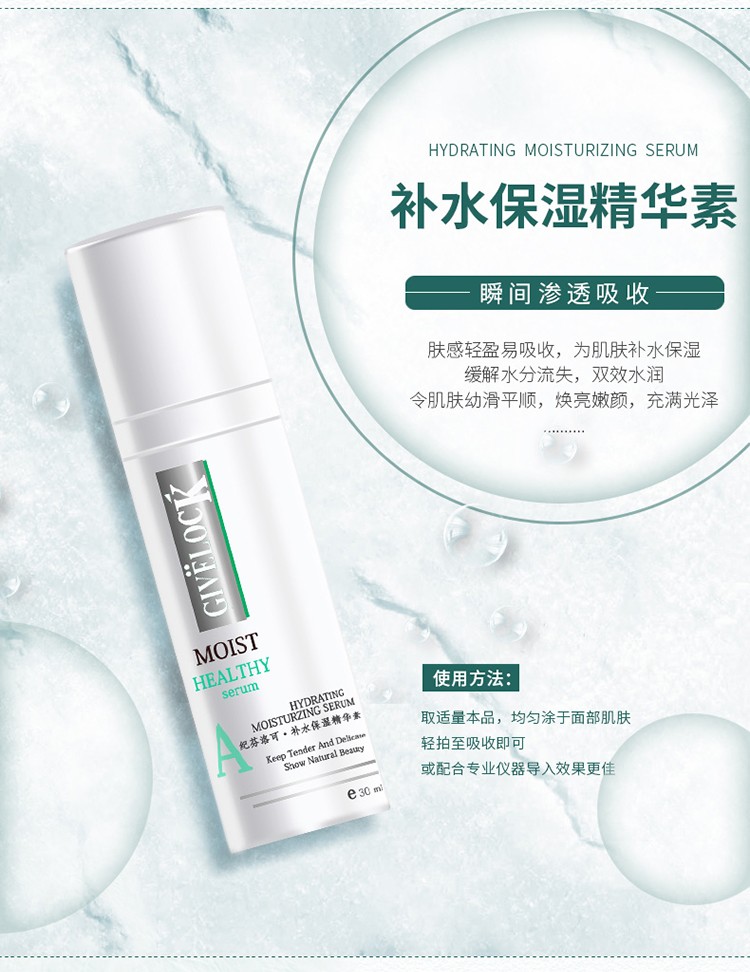 HYDRATING MOISTURIZING SERUM
补水保湿精华素
瞬间渗透吸收
肤感轻盈易吸收，为肌肤补水保湿
缓解水分流失，双效水润
令肌肤幼滑平顺，焕亮嫩颜，充满光泽
..........
GIVËLOCK
MOIST
HEALTHY
serum
HYDRATING
MOISTURZING SERUM
A
纪芬洛可·补水保湿精华素
Keep Tender And Delicate
Show Natural Beauty
e 30 ml
使用方法：
取适量本品，均匀涂于面部肌肤
轻拍至吸收即可
或配合专业仪器导入效果更佳